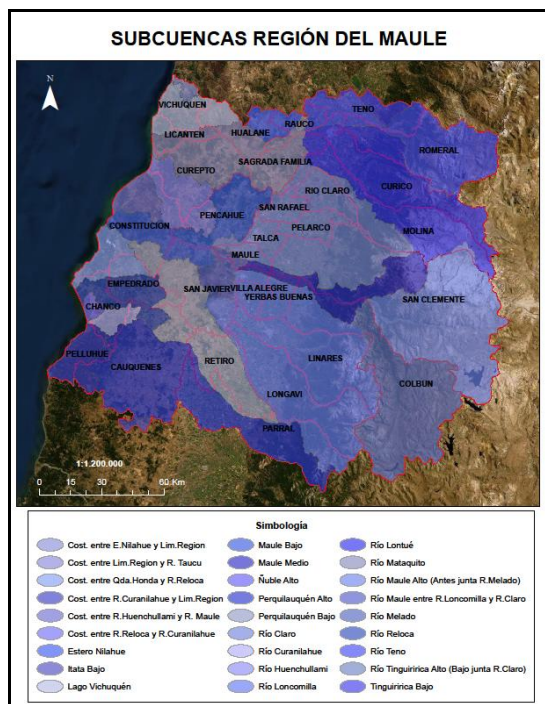 SUBCUENCAS REGIÓN DEL MAULE
N
VICHUQUEN
TENO
RAUCO
LICANTEN
HUALANE
ROMERAL
SAGRADA FAMILIA
CUREPTO
RIO CLARO
CURICO
SAN RAFAEL
PENCAHUE
CONSTITUCIÓN
PELARCO
MOLINA
TALCA
MAULE
EMPEDRADO
SAN JAVIER
VILLA ALEGRE
YERBAS BUENAS
SAN CLEMENTE
CHANCO
PELLUHUE
RETIRO
LINARES
CAUQUENES
COLBUN
LONGAVI
PARRAL
1:1.200.000
0 15 30 60 Km
Simbología
Cost. entre E.Nilahue y Lim.Region
Cost. entre Lim.Region y R. Taucu
Cost. entre Qda.Honda y R.Reloca
Cost. entre R.Curanilahue y Lim.Region
Cost. entre R.Huenchullami y R. Maule
Cost. entre R.Reloca y R.Curanilahue
Estero Nilahue
Itata Bajo
Lago Vichuquén
Maule Bajo
Maule Medio
Ñuble Alto
Perquilauquén Alto
Perquilauquén Bajo
Río Claro
Río Curanilahue
Río Huenchullami
Río Loncomilla
Río Lontué
Río Mataquito
Río Maule Alto (Antes junta R.Melado)
Río Maule entre R.Loncomilla y R.Claro
Río Melado
Río Reloca
Río Teno
Río Tinguiririca Alto (Bajo junta R.Claro)
Tinguiririca Bajo